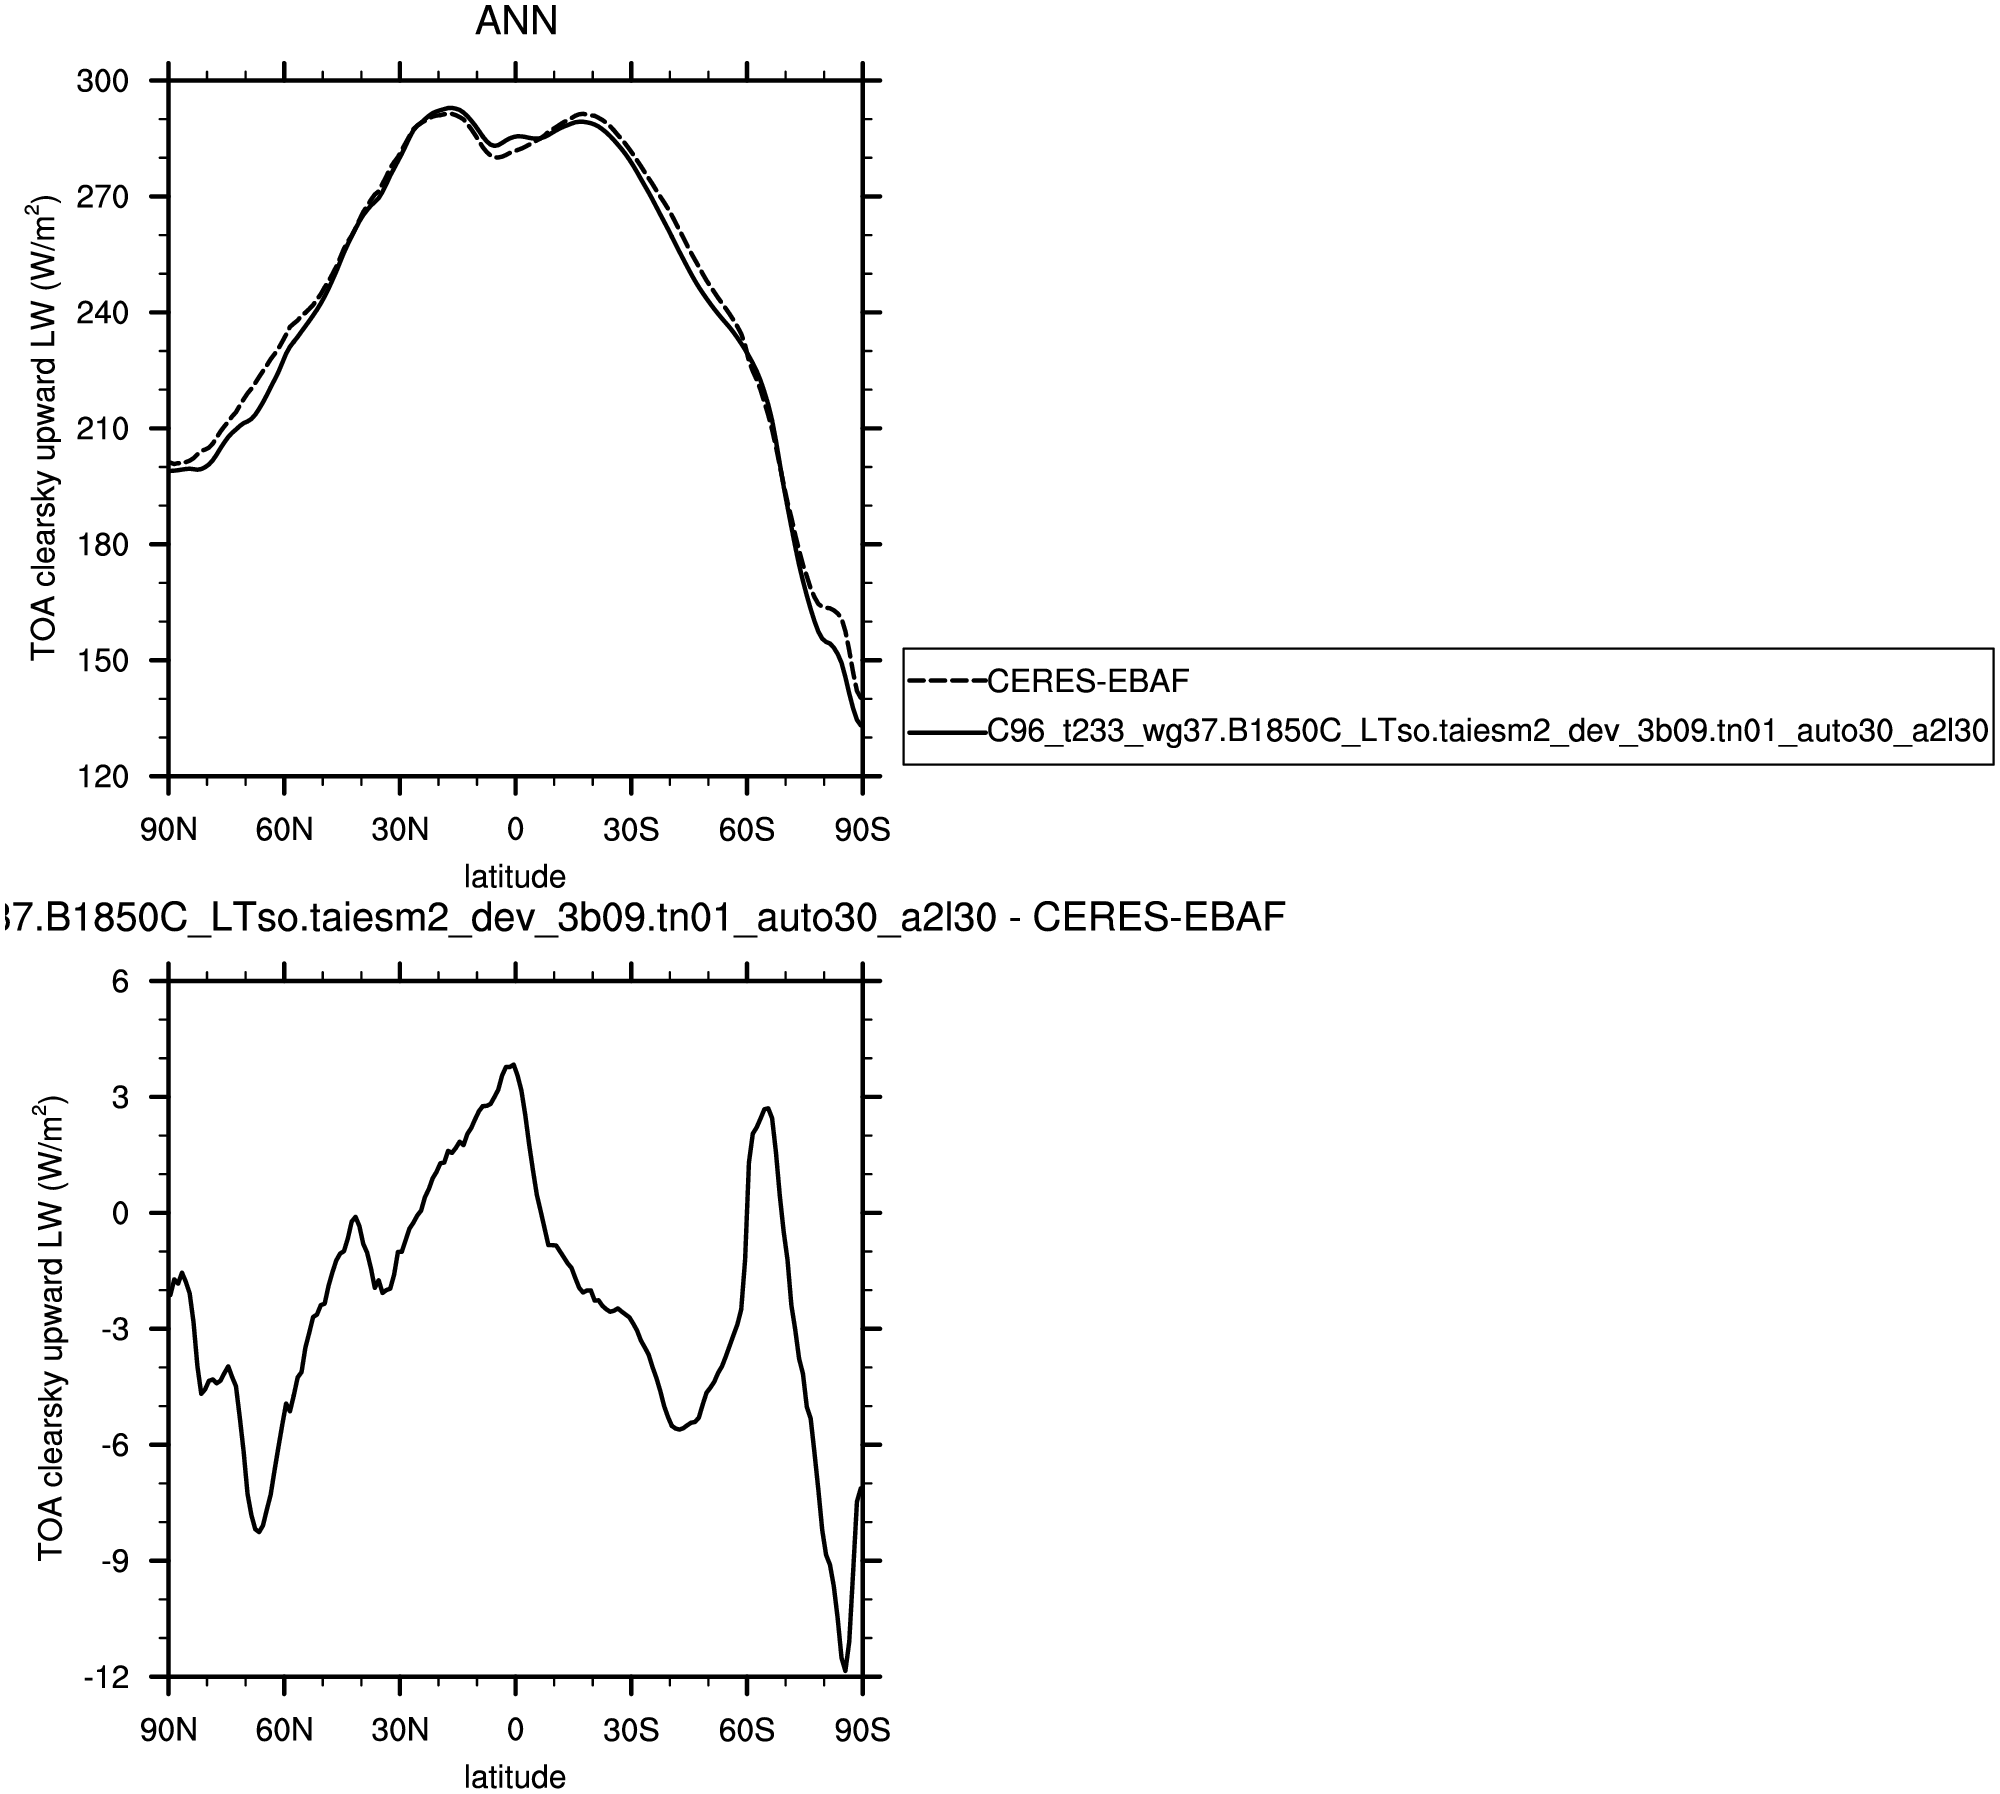 ANN
TOA clearsky upward LW (W/m²)
300
270
240
210
180
150
120
90N 60N 30N 0 30S 60S 90S
latitude
CERES-EBAF
C96_t233_wg37.B1850C_LTso.taiesm2_dev_3b09.tn01_auto30_a2l30
37.B1850C_LTso.taiesm2_dev_3b09.tn01_auto30_a2l30 - CERES-EBAF
TOA clearsky upward LW (W/m²)
6
3
0
-3
-6
-9
-12
90N 60N 30N 0 30S 60S 90S
latitude